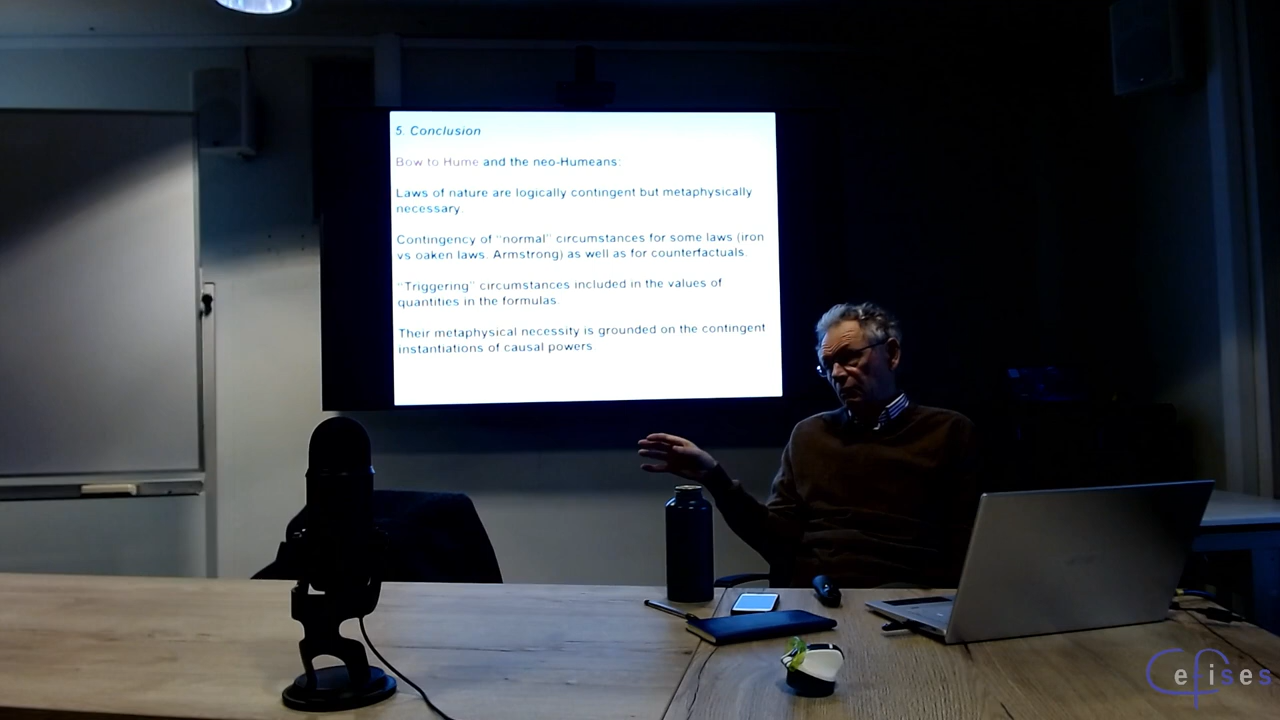 5. Conclusion
Bow to Hume and the neo-Humeans:
Laws of nature are logically contingent but metaphysically
necessary.
Contingency of “normal” circumstances for some laws (iron
vs oaken laws. Armstrong) as well as for counterfactuals.
“Triggering” circumstances included in the values of
quantities in the formulas.
Their metaphysical necessity is grounded on the contingent
instantiations of causal powers
Cefises